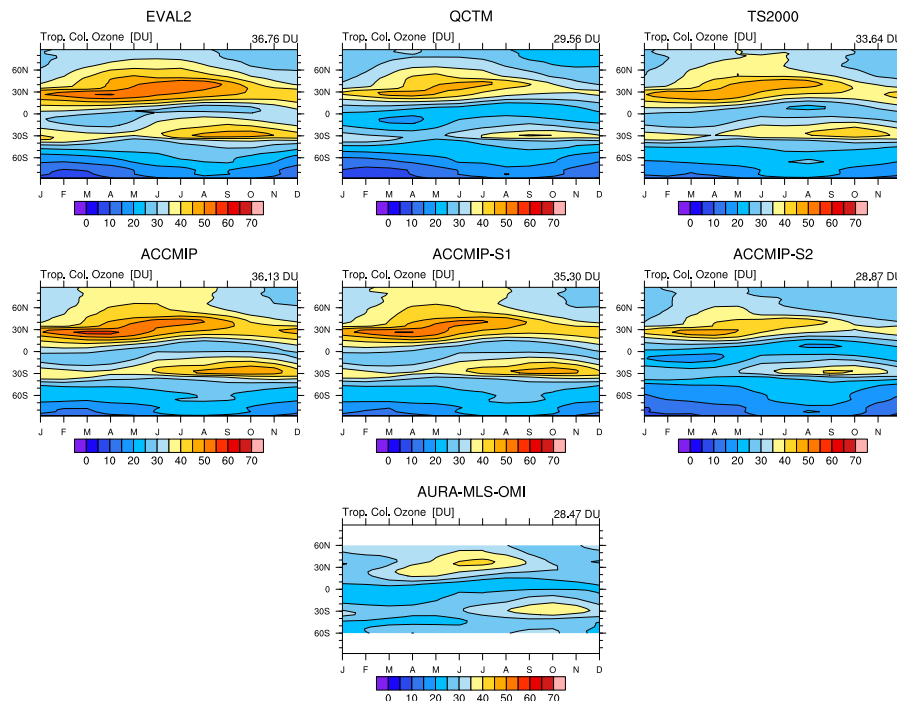 EVAL2
Trop. Col. Ozone [DU] 36.76 DU
60N
30N
0
30S
60S
J F M A M J J A S O N D
0 10 20 30 40 50 60 70
QCTM
Trop. Col. Ozone [DU] 29.56 DU
60N
30N
0
30S
60S
J F M A M J J A S O N D
0 10 20 30 40 50 60 70
TS2000
Trop. Col. Ozone [DU] 33.64 DU
60N
30N
0
30S
60S
J F M A M J J A S O N
0 10 20 30 40 50 60 70
ACCMIP
Trop. Col. Ozone [DU] 36.13 DU
60N
30N
0
30S
60S
J F M A M J J A S O N D
0 10 20 30 40 50 60 70
ACCMIP-S1
Trop. Col. Ozone [DU] 35.30 DU
60N
30N
0
30S
60S
J F M A M J J A S O N D
0 10 20 30 40 50 60 70
ACCMIP-S2
Trop. Col. Ozone [DU] 28.87 DU
60N
30N
0
30S
60S
J F M A M J J A S O N
0 10 20 30 40 50 60 70
AURA-MLS-OMI
Trop. Col. Ozone [DU] 28.47 DU
60N
30N
0
30S
60S
J F M A M J J A S O N D
0 10 20 30 40 50 60 70